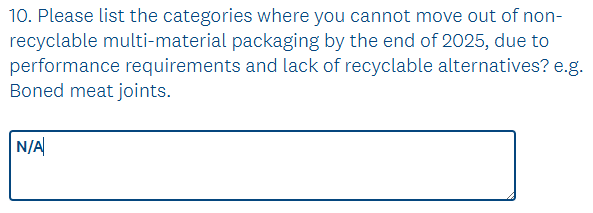 10. Please list the categories where you cannot move out of non-
recyclable multi-material packaging by the end of 2025, due to
performance requirements and lack of recyclable alternatives? e.g.
Boned meat joints.
N/A